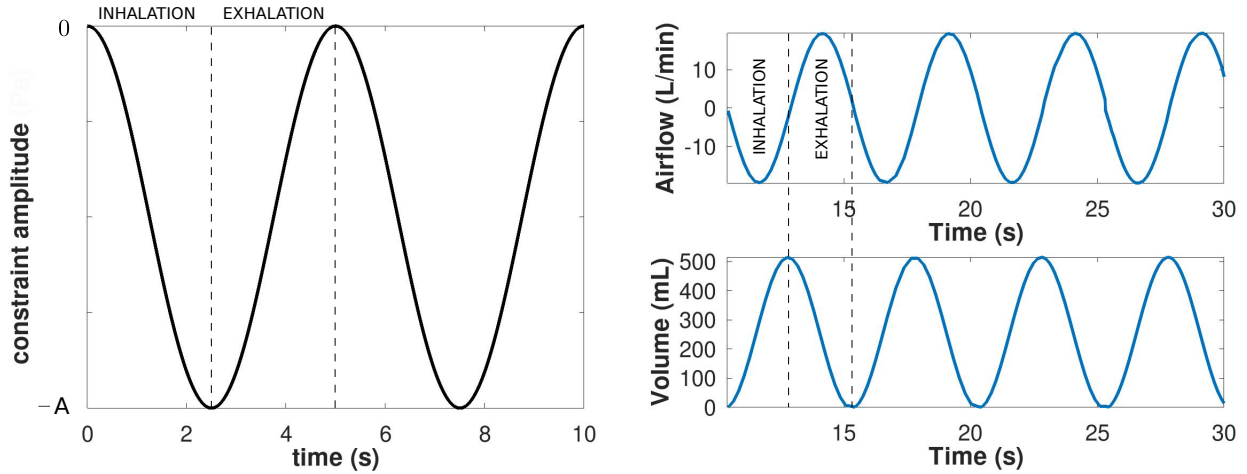 INHALATION EXHALATION
0
constraint amplitude (Pa)
−A
0 2 4 6 8 10
time (s)
Airflow (L/min)
10
0
-10
INHALATION
EXHALATION
15 20 25 30
Time (s)
Volume (mL)
500
400
300
200
100
0
15 20 25 30
Time (s)